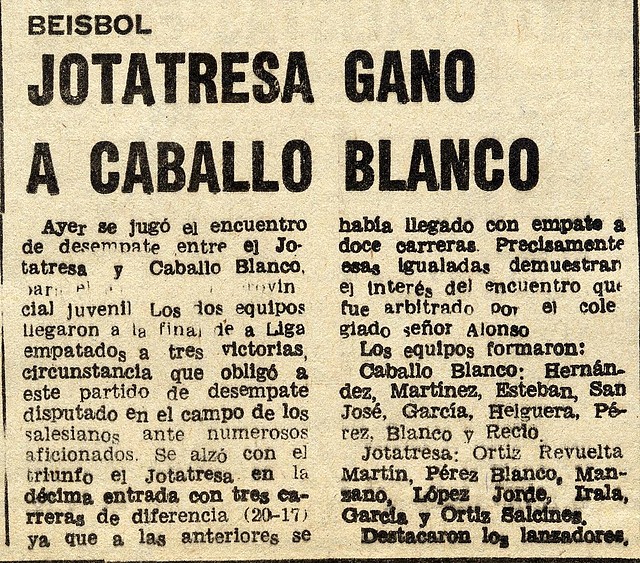 BEISBOL
JOTATRESA GANO
A CABALLO BLANCO
Ayer se jugó el encuentro
de desempate entre el Jo-
tatresa y Caballo Blanco,
el
cial juvenil Los dos equipos
llegaron a la final de a Liga
empatados a tres victorias,
circunstancia que obligó a
este partido de desempate
disputado en el campo de los
salesianos ante numerosos
aficionados. Se alzó con el
triunfo el Jotatresa en la
décima entrada con tres ca-
rreras de diferencia (20-17)
ya que a las anteriores se
había llegado con empate a
doce carreras. Precisamente
esas igualadas demuestran
el interés del encuentro que
fue arbitrado por el cole
giado señor Alonso
Los equipos formaron:
Caballo Blanco: Hernán-
dez, Martínez, Esteban, San
José, García, Helguera, Pé-
rez, Blanco y Recio.
Jotatresa: Ortiz Revuelta
Martín, Pérez Blanco, Man-
zano, López Jorde, Irala,
García y Ortiz Salcines.
Destacaron los lanzadores.